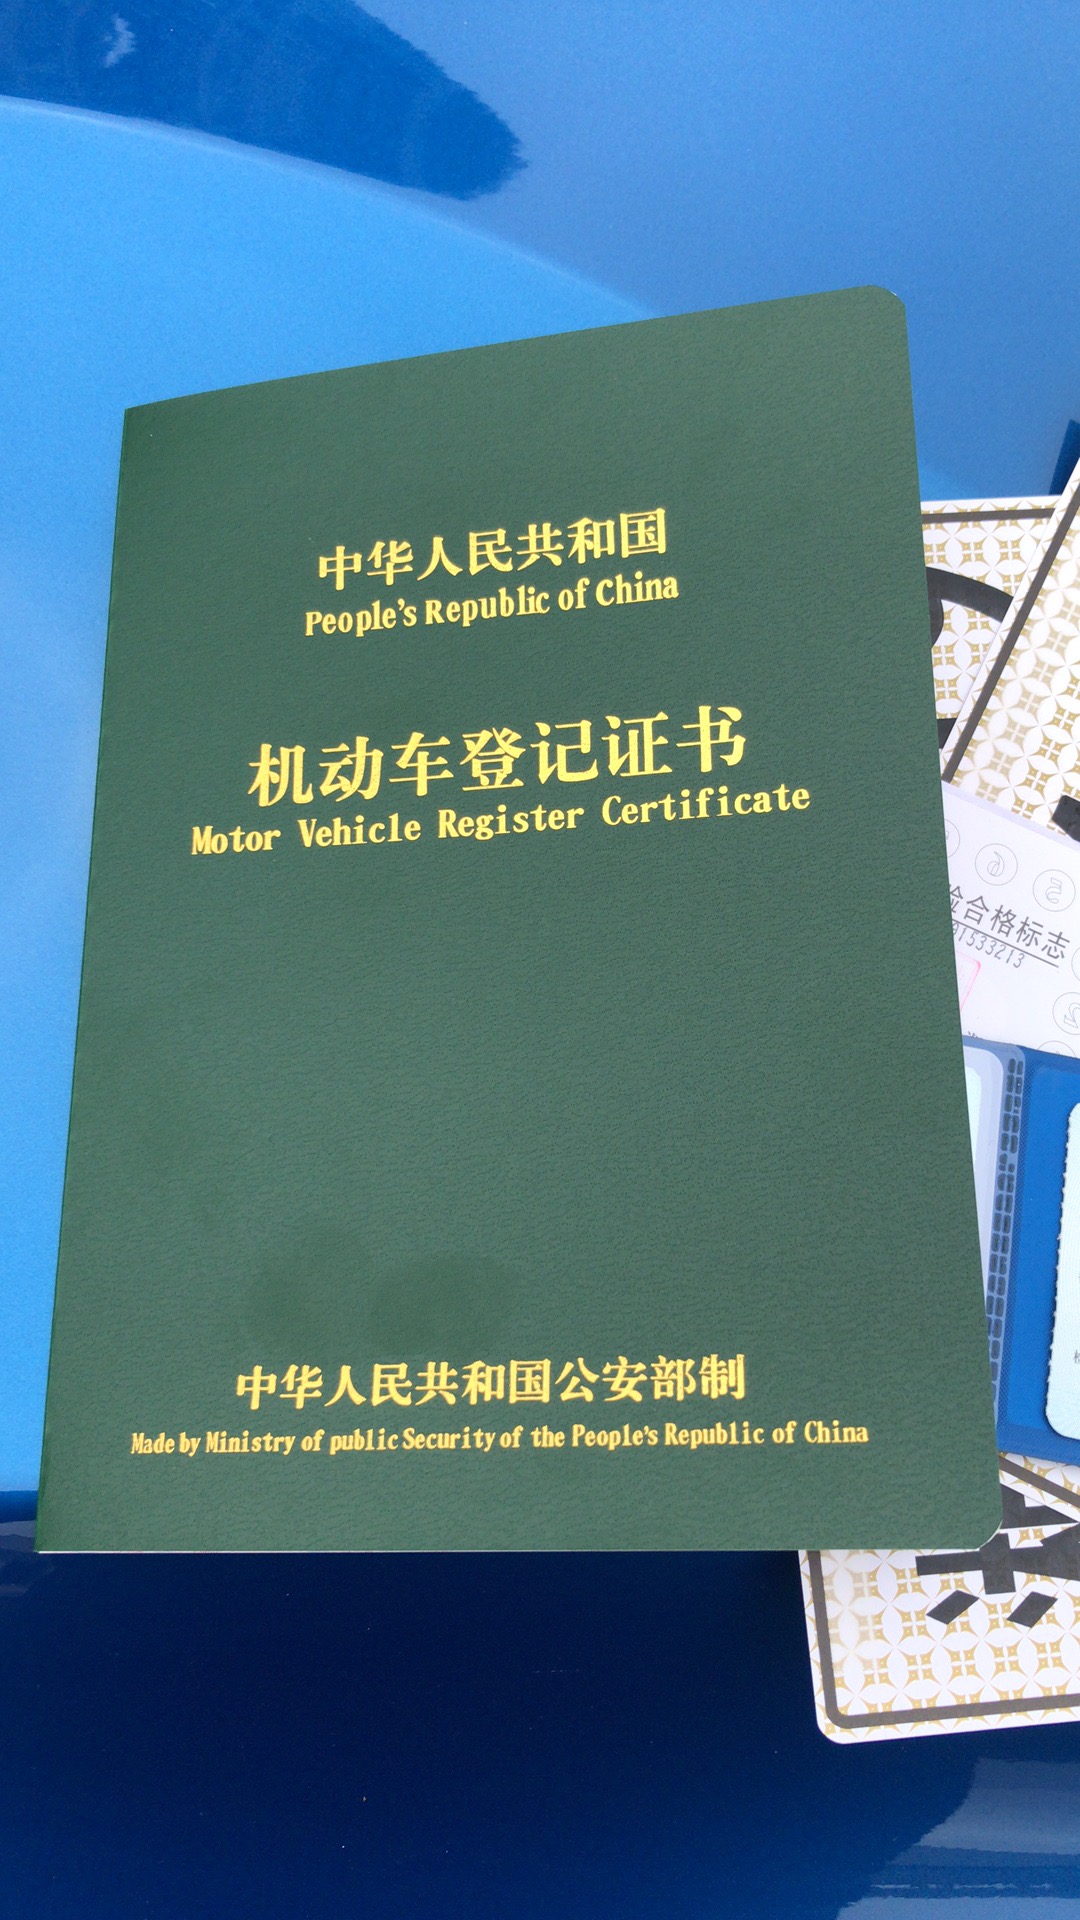 中华人民共和国
People's Republic of China
机动车登记证书
Motor Vehicle Register Certificate
合格标志
01533213
中华人民共和国公安部制
Made by Ministry of public Security of the People's Republic of China